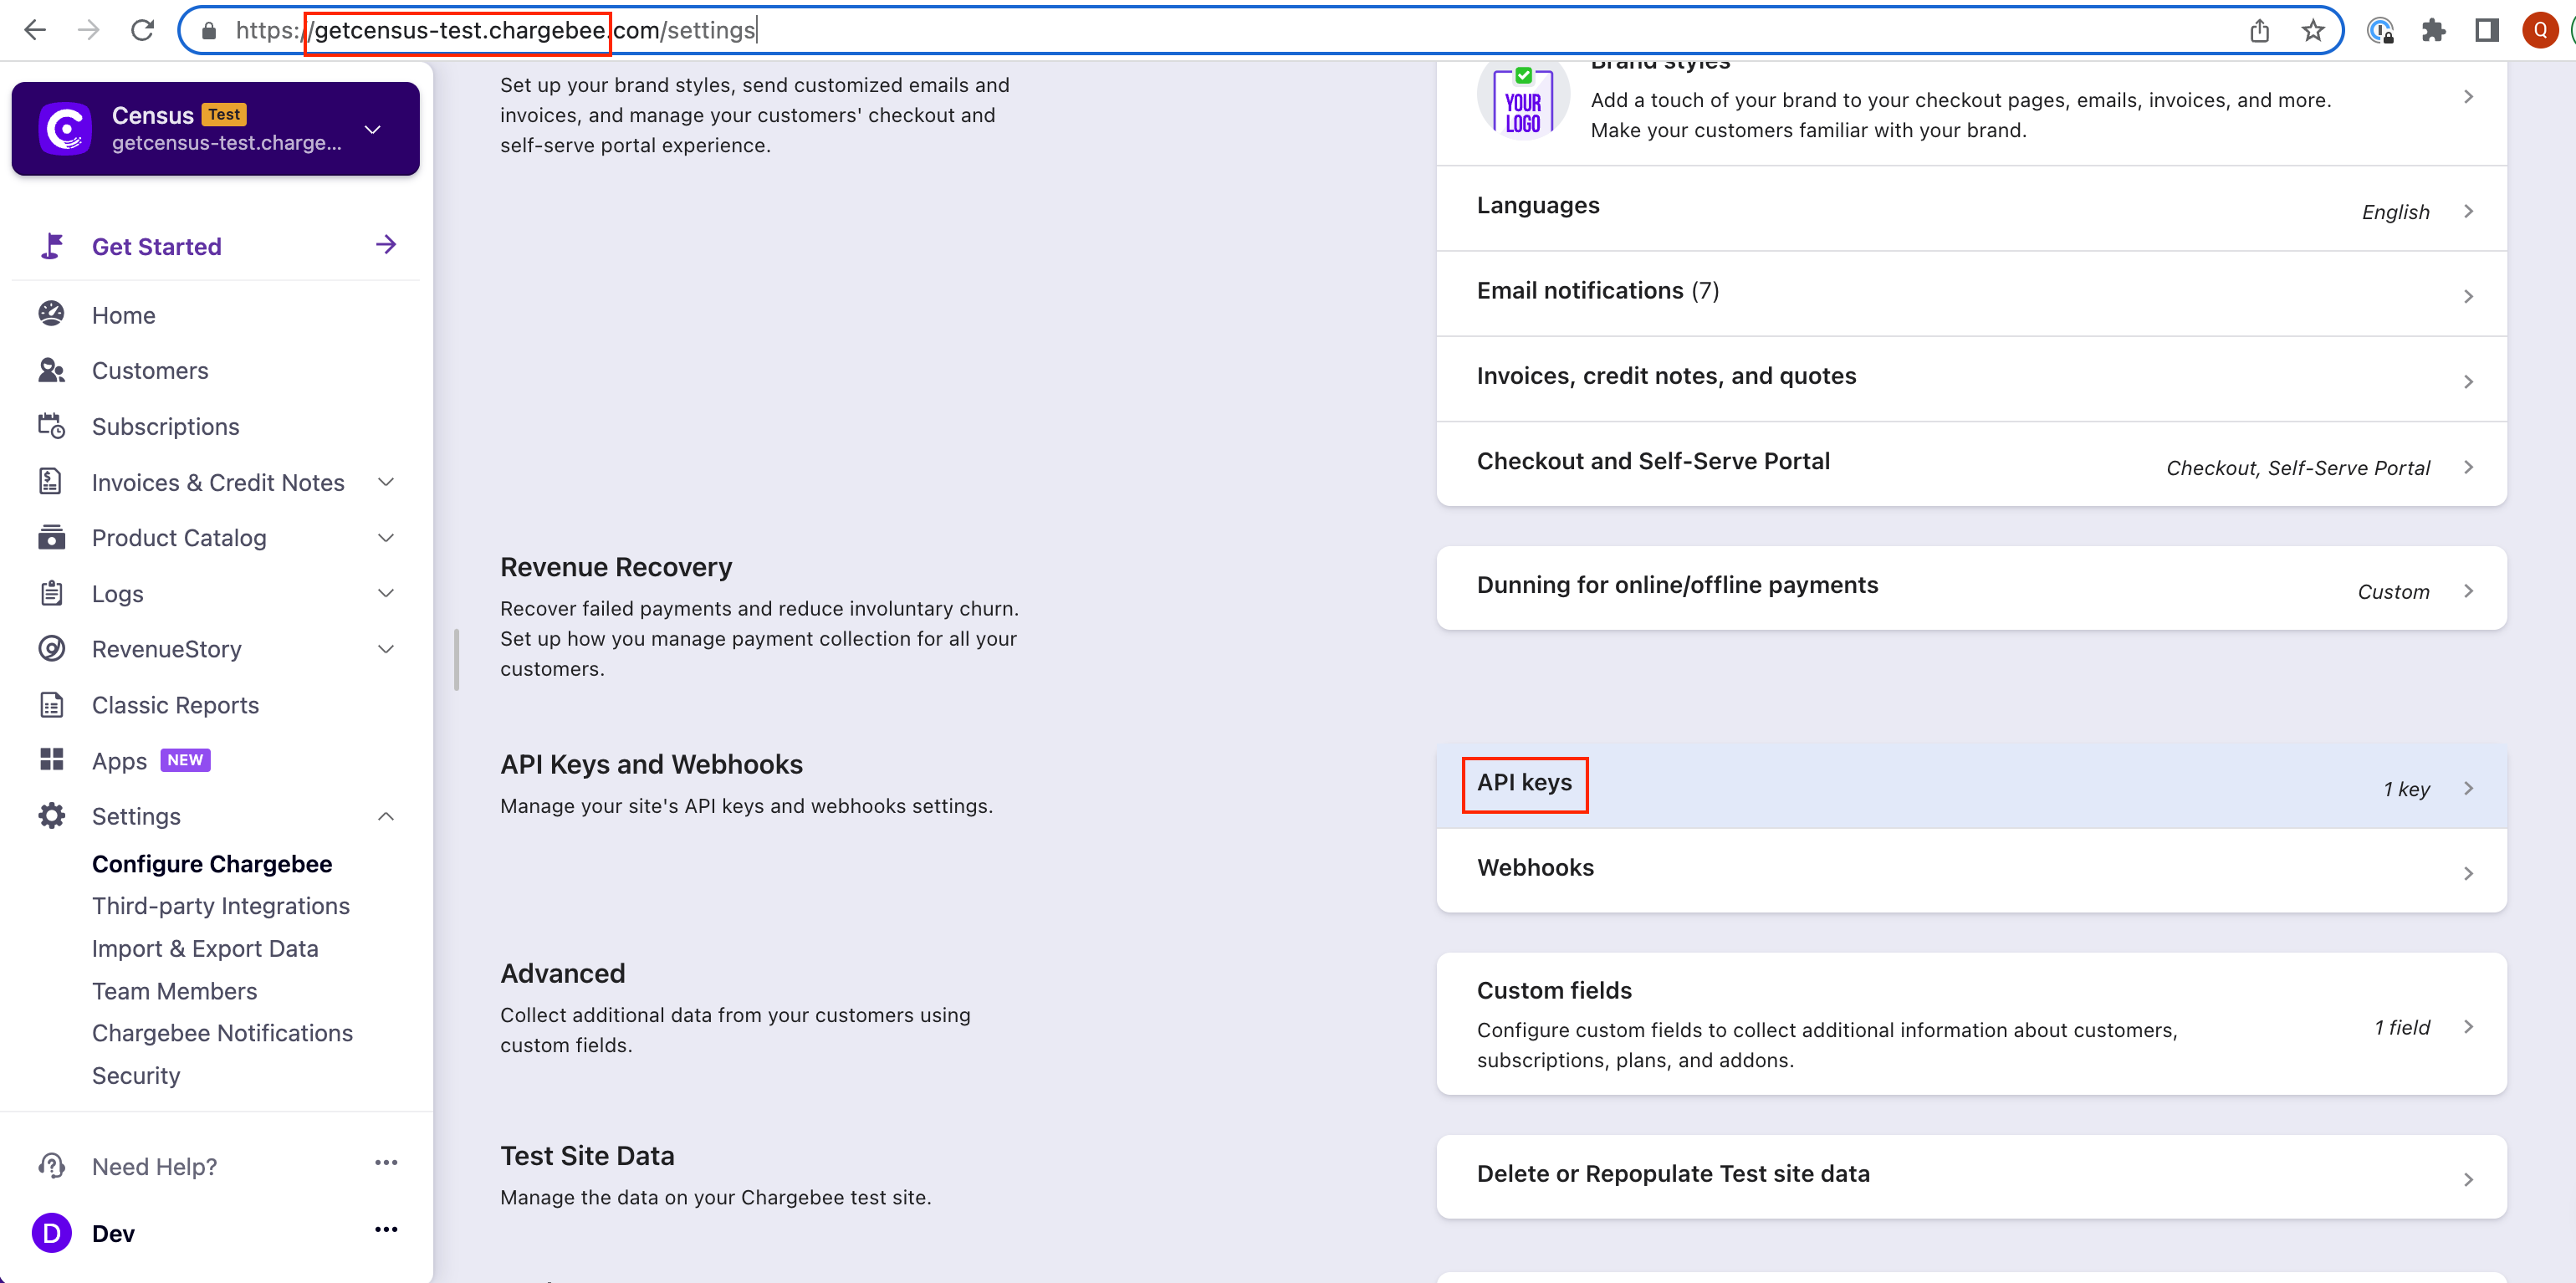 https://getcensus-test.chargebee.com/settings
Q
Census Test
getcensus-test.charge...
Get Started
Home
Customers
Subscriptions
Invoices & Credit Notes
Product Catalog
Logs
RevenueStory
Classic Reports
Apps NEW
Settings
Configure Chargebee
Third-party Integrations
Import & Export Data
Team Members
Chargebee Notifications
Security
Need Help?
D Dev
Set up your brand styles, send customized emails and
invoices, and manage your customers' checkout and
self-serve portal experience.
YOUR
LOGO
Brand styles
Add a touch of your brand to your checkout pages, emails, invoices, and more.
Make your customers familiar with your brand.
Languages English
Email notifications (7)
Invoices, credit notes, and quotes
Checkout and Self-Serve Portal Checkout, Self-Serve Portal
Revenue Recovery
Recover failed payments and reduce involuntary churn.
Set up how you manage payment collection for all your
customers.
Dunning for online/offline payments Custom
API Keys and Webhooks
Manage your site's API keys and webhooks settings.
API keys 1 key
Webhooks
Advanced
Collect additional data from your customers using
custom fields.
Custom fields
Configure custom fields to collect additional information about customers,
subscriptions, plans, and addons.
1 field
Test Site Data
Manage the data on your Chargebee test site.
Delete or Repopulate Test site data